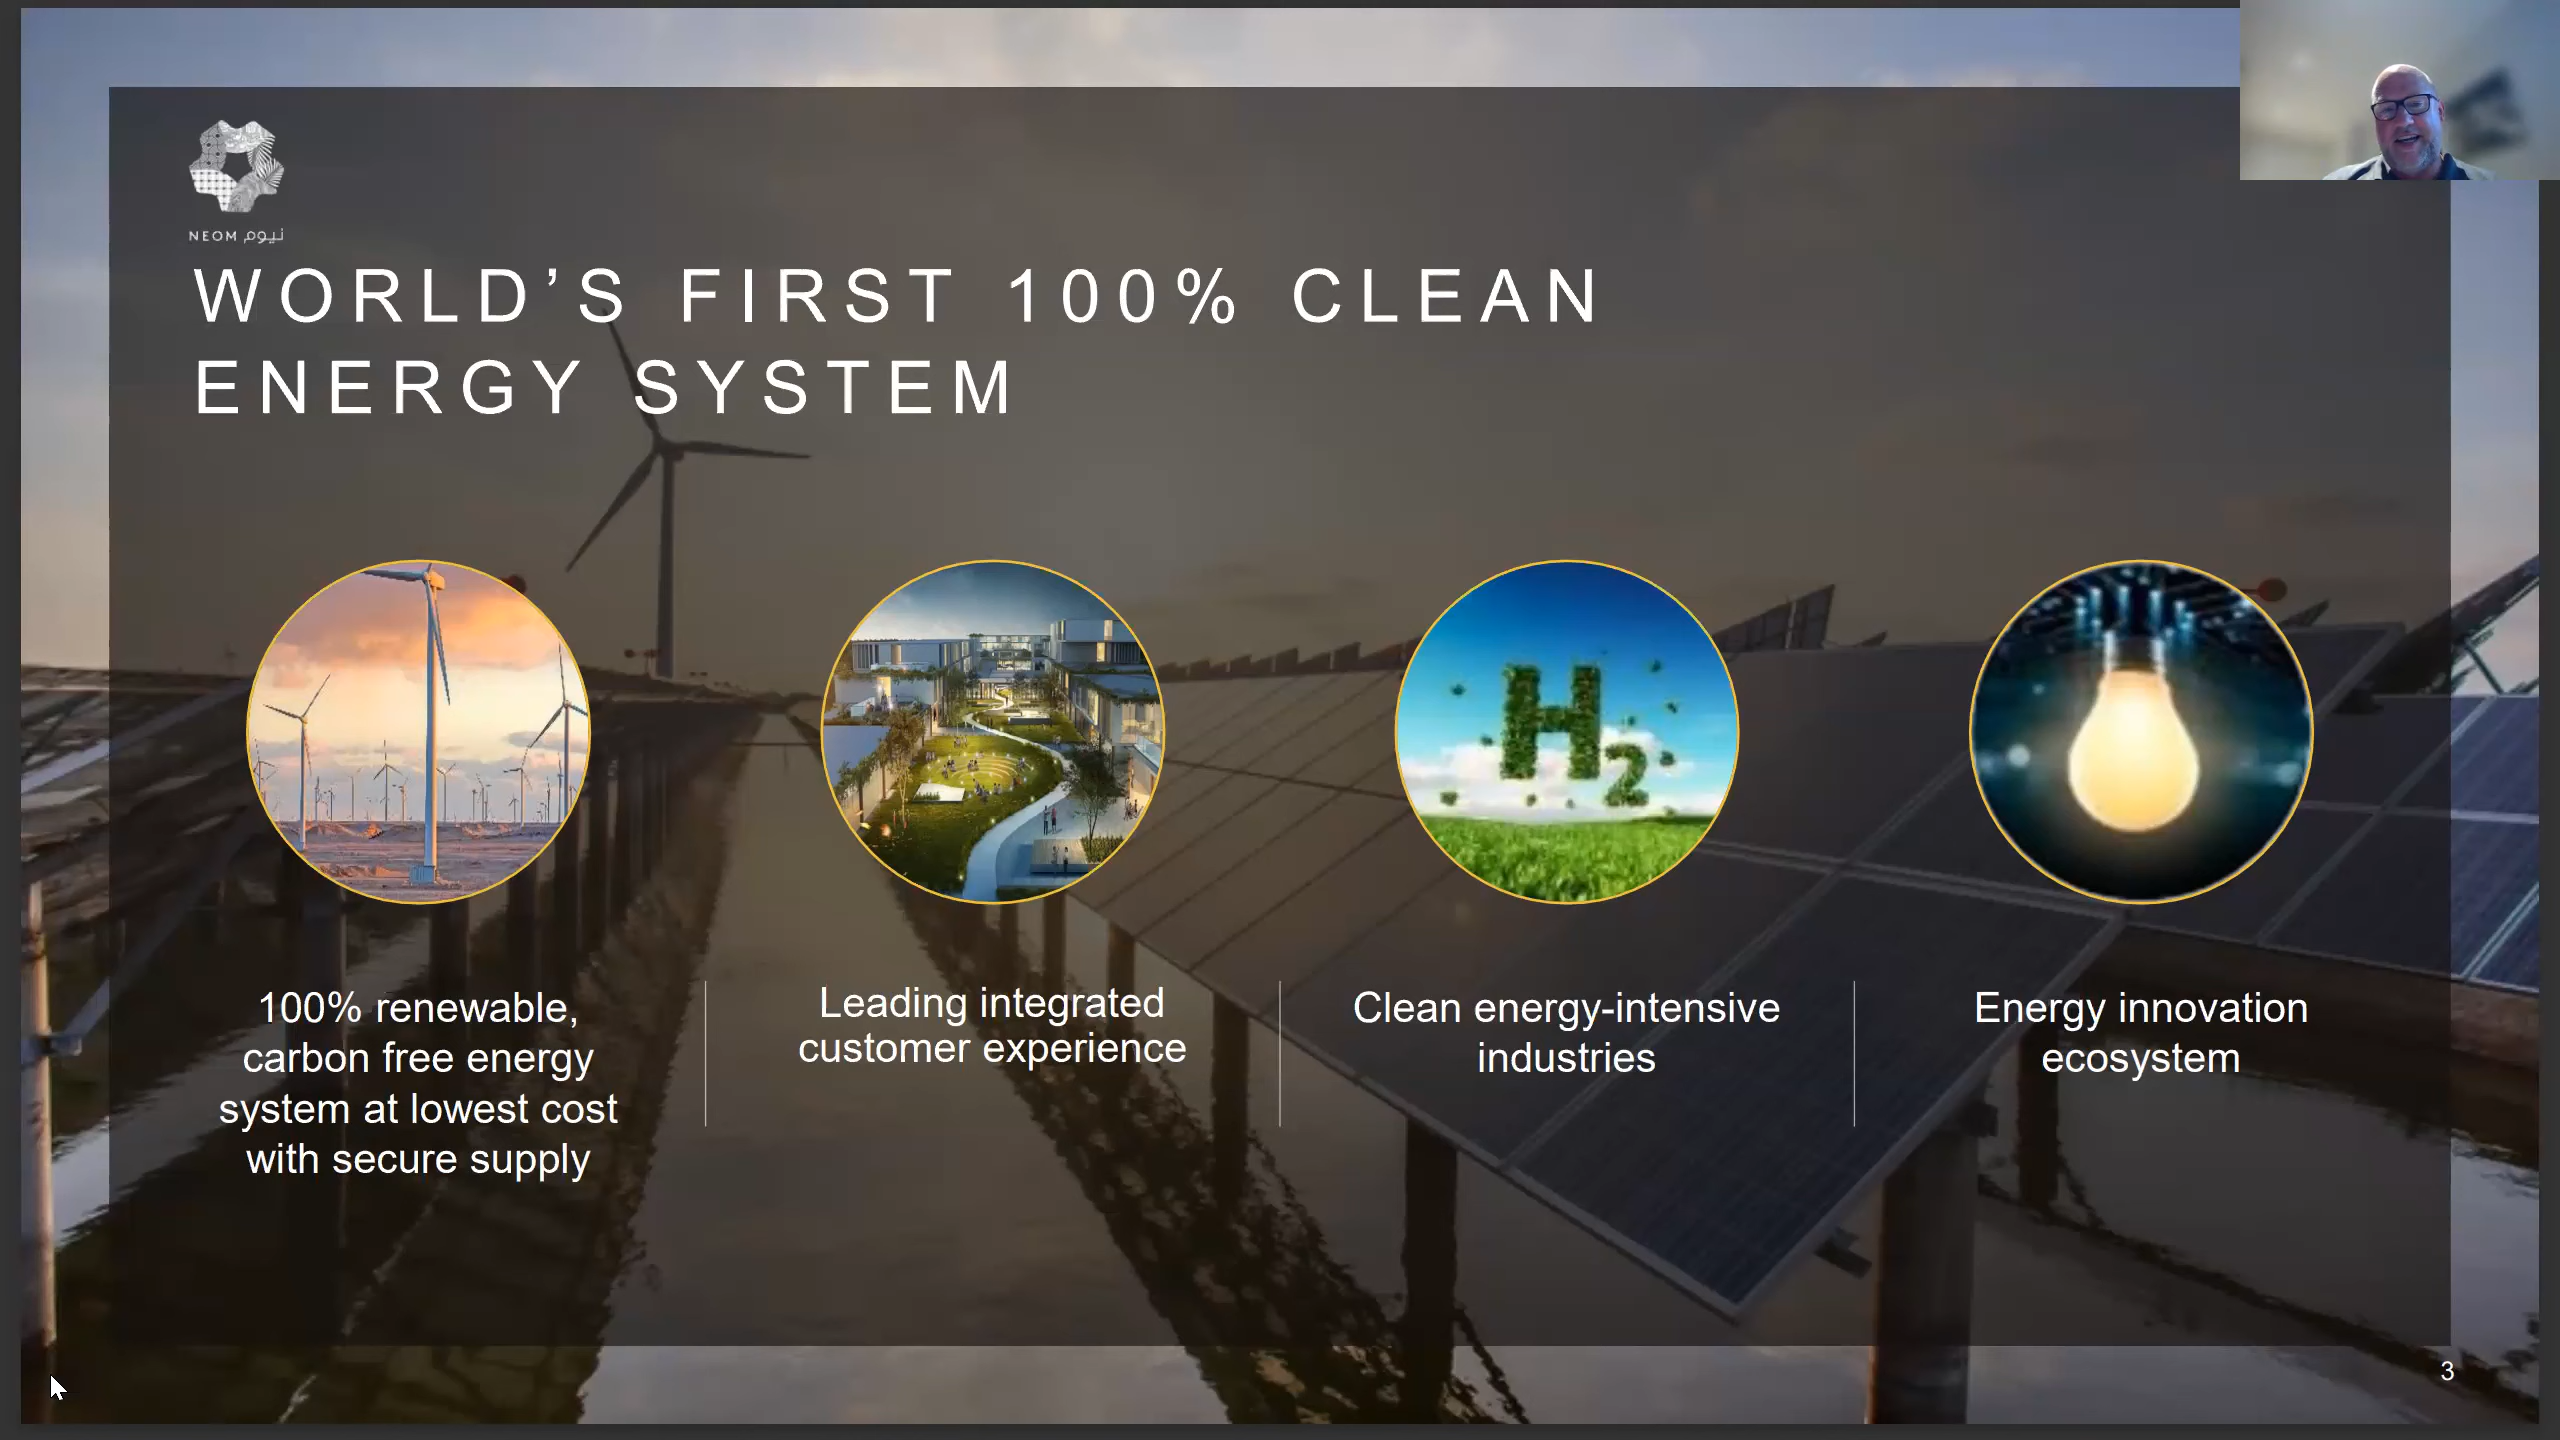 NEOM نيوم
WORLD’S FIRST 100% CLEAN
ENERGY SYSTEM
H2
100% renewable,
carbon free energy
system at lowest cost
with secure supply
Leading integrated
customer experience
Clean energy-intensive
industries
Energy innovation
ecosystem
3